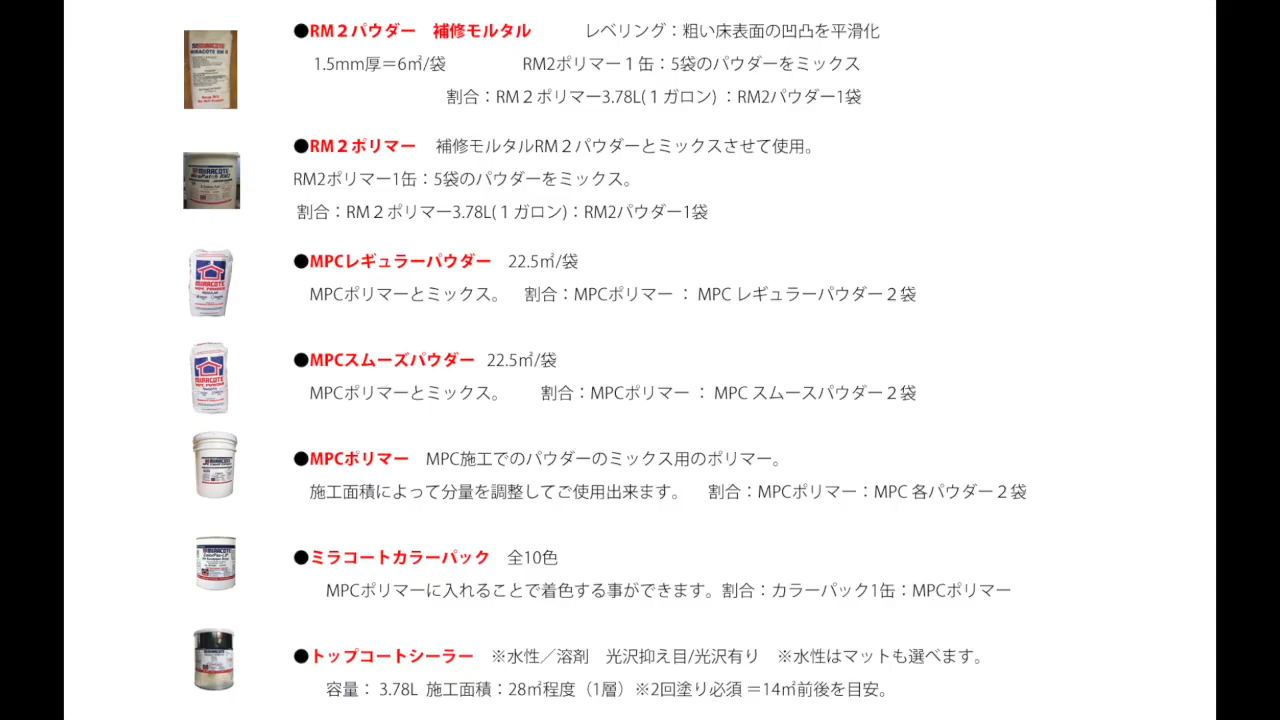 ●RM２パウダー　補修モルタル　　　レベリング：粗い床表面の凹凸を平滑化
1.5mm厚＝6㎡/袋　　　　RM2ポリマー１缶：5袋のパウダーをミックス
割合：RM２ポリマー3.78L(１ガロン) ：RM2パウダー1袋
●RM２ポリマー　補修モルタルRM２パウダーとミックスさせて使用。
RM2ポリマー1缶：5袋のパウダーをミックス。
割合：RM２ポリマー3.78L(１ガロン)：RM2パウダー1袋
●MPCレギュラーパウダー　22.5㎡/袋
MPCポリマーとミックス。　割合：MPCポリマー ： MPC レギュラーパウダー２袋
●MPCスムーズパウダー　22.5㎡/袋
MPCポリマーとミックス。　　割合：MPCポリマー ： MPC スムースパウダー２袋
●MPCポリマー　MPC施工でのパウダーのミックス用のポリマー。
施工面積によって分量を調整してご使用出来ます。　割合：MPCポリマー：MPC 各パウダー２袋
●ミラコートカラーパック　全10色
MPCポリマーに入れることで着色する事ができます。割合：カラーパック1缶：MPCポリマー
●トップコートシーラー　※水性／溶剤　光沢抑え目/光沢有り　※水性はマットも選べます。
容量： 3.78L 施工面積：28㎡程度（1層）※2回塗り必須 ＝14㎡前後を目安。